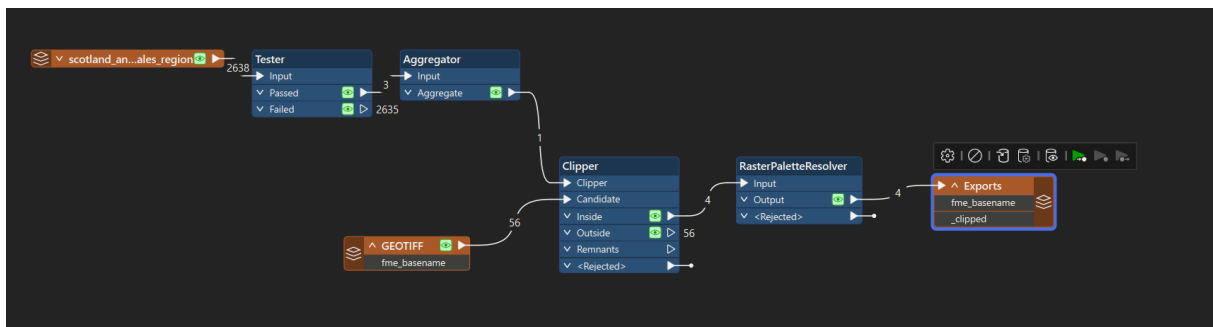 scotland_an...ales_region
2638
Tester
Input
Passed
3
Failed
2635
Aggregator
Input
Aggregate
1
Clipper
Clipper
Candidate
Inside
4
Outside
56
Remnants
<Rejected>
GEOTIFF
fme_basename
56
RasterPaletteResolver
Input
Output
4
<Rejected>
Exports
fme_basename
_clipped